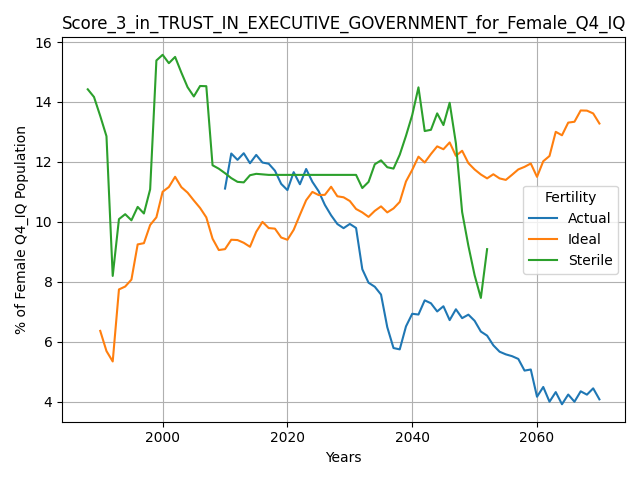 Score_3_in_TRUST_IN_EXECUTIVE_GOVERNMENT_for_Female_Q4_IQ
16
14
12
10
8
6
4
% of Female Q4_IQ Population
Fertility
Actual
Ideal
Sterile
2000 2020 2040 2060
Years